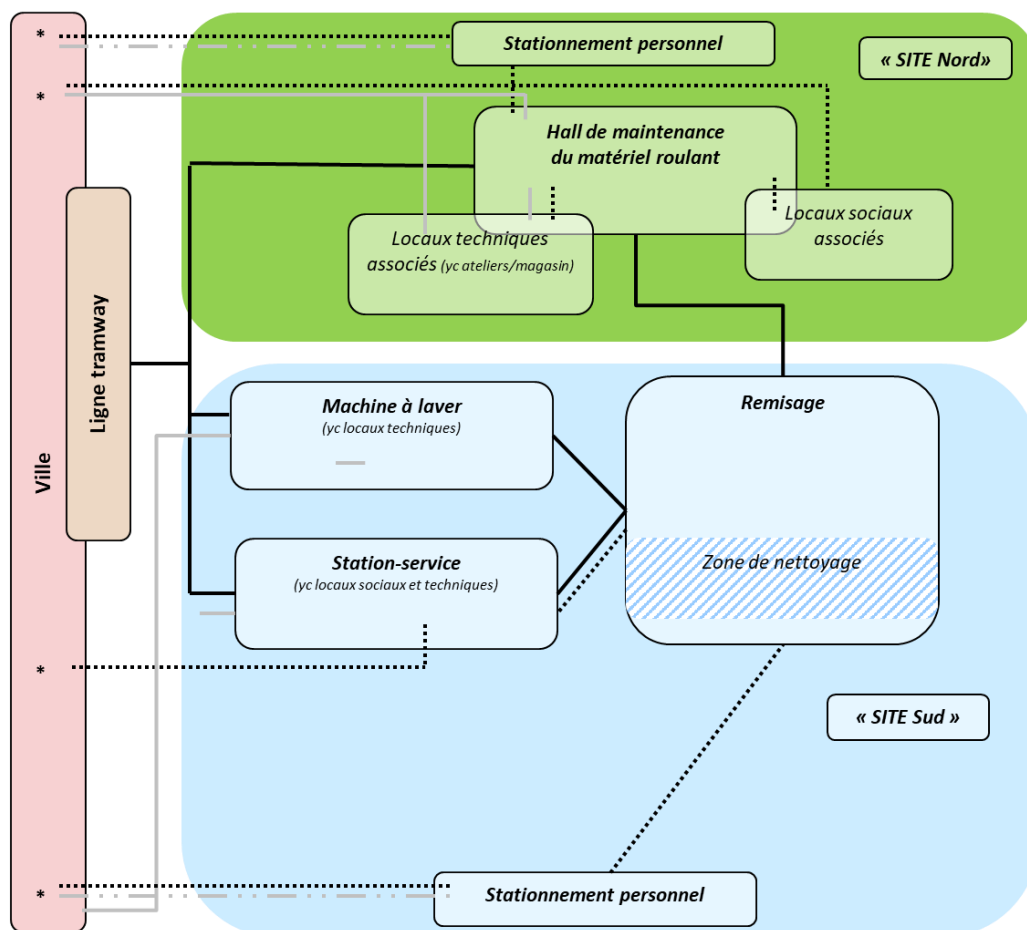 *
Stationnement personnel
« SITE Nord»
*
Hall de maintenance
du matériel roulant
Locaux techniques
associés (yc ateliers/magasin)
Locaux sociaux
associés
Ligne tramway
Ville
Machine à laver
(yc locaux techniques)
Remisage
Station-service
(yc locaux sociaux et techniques)
Zone de nettoyage
*
« SITE Sud »
*
Stationnement personnel